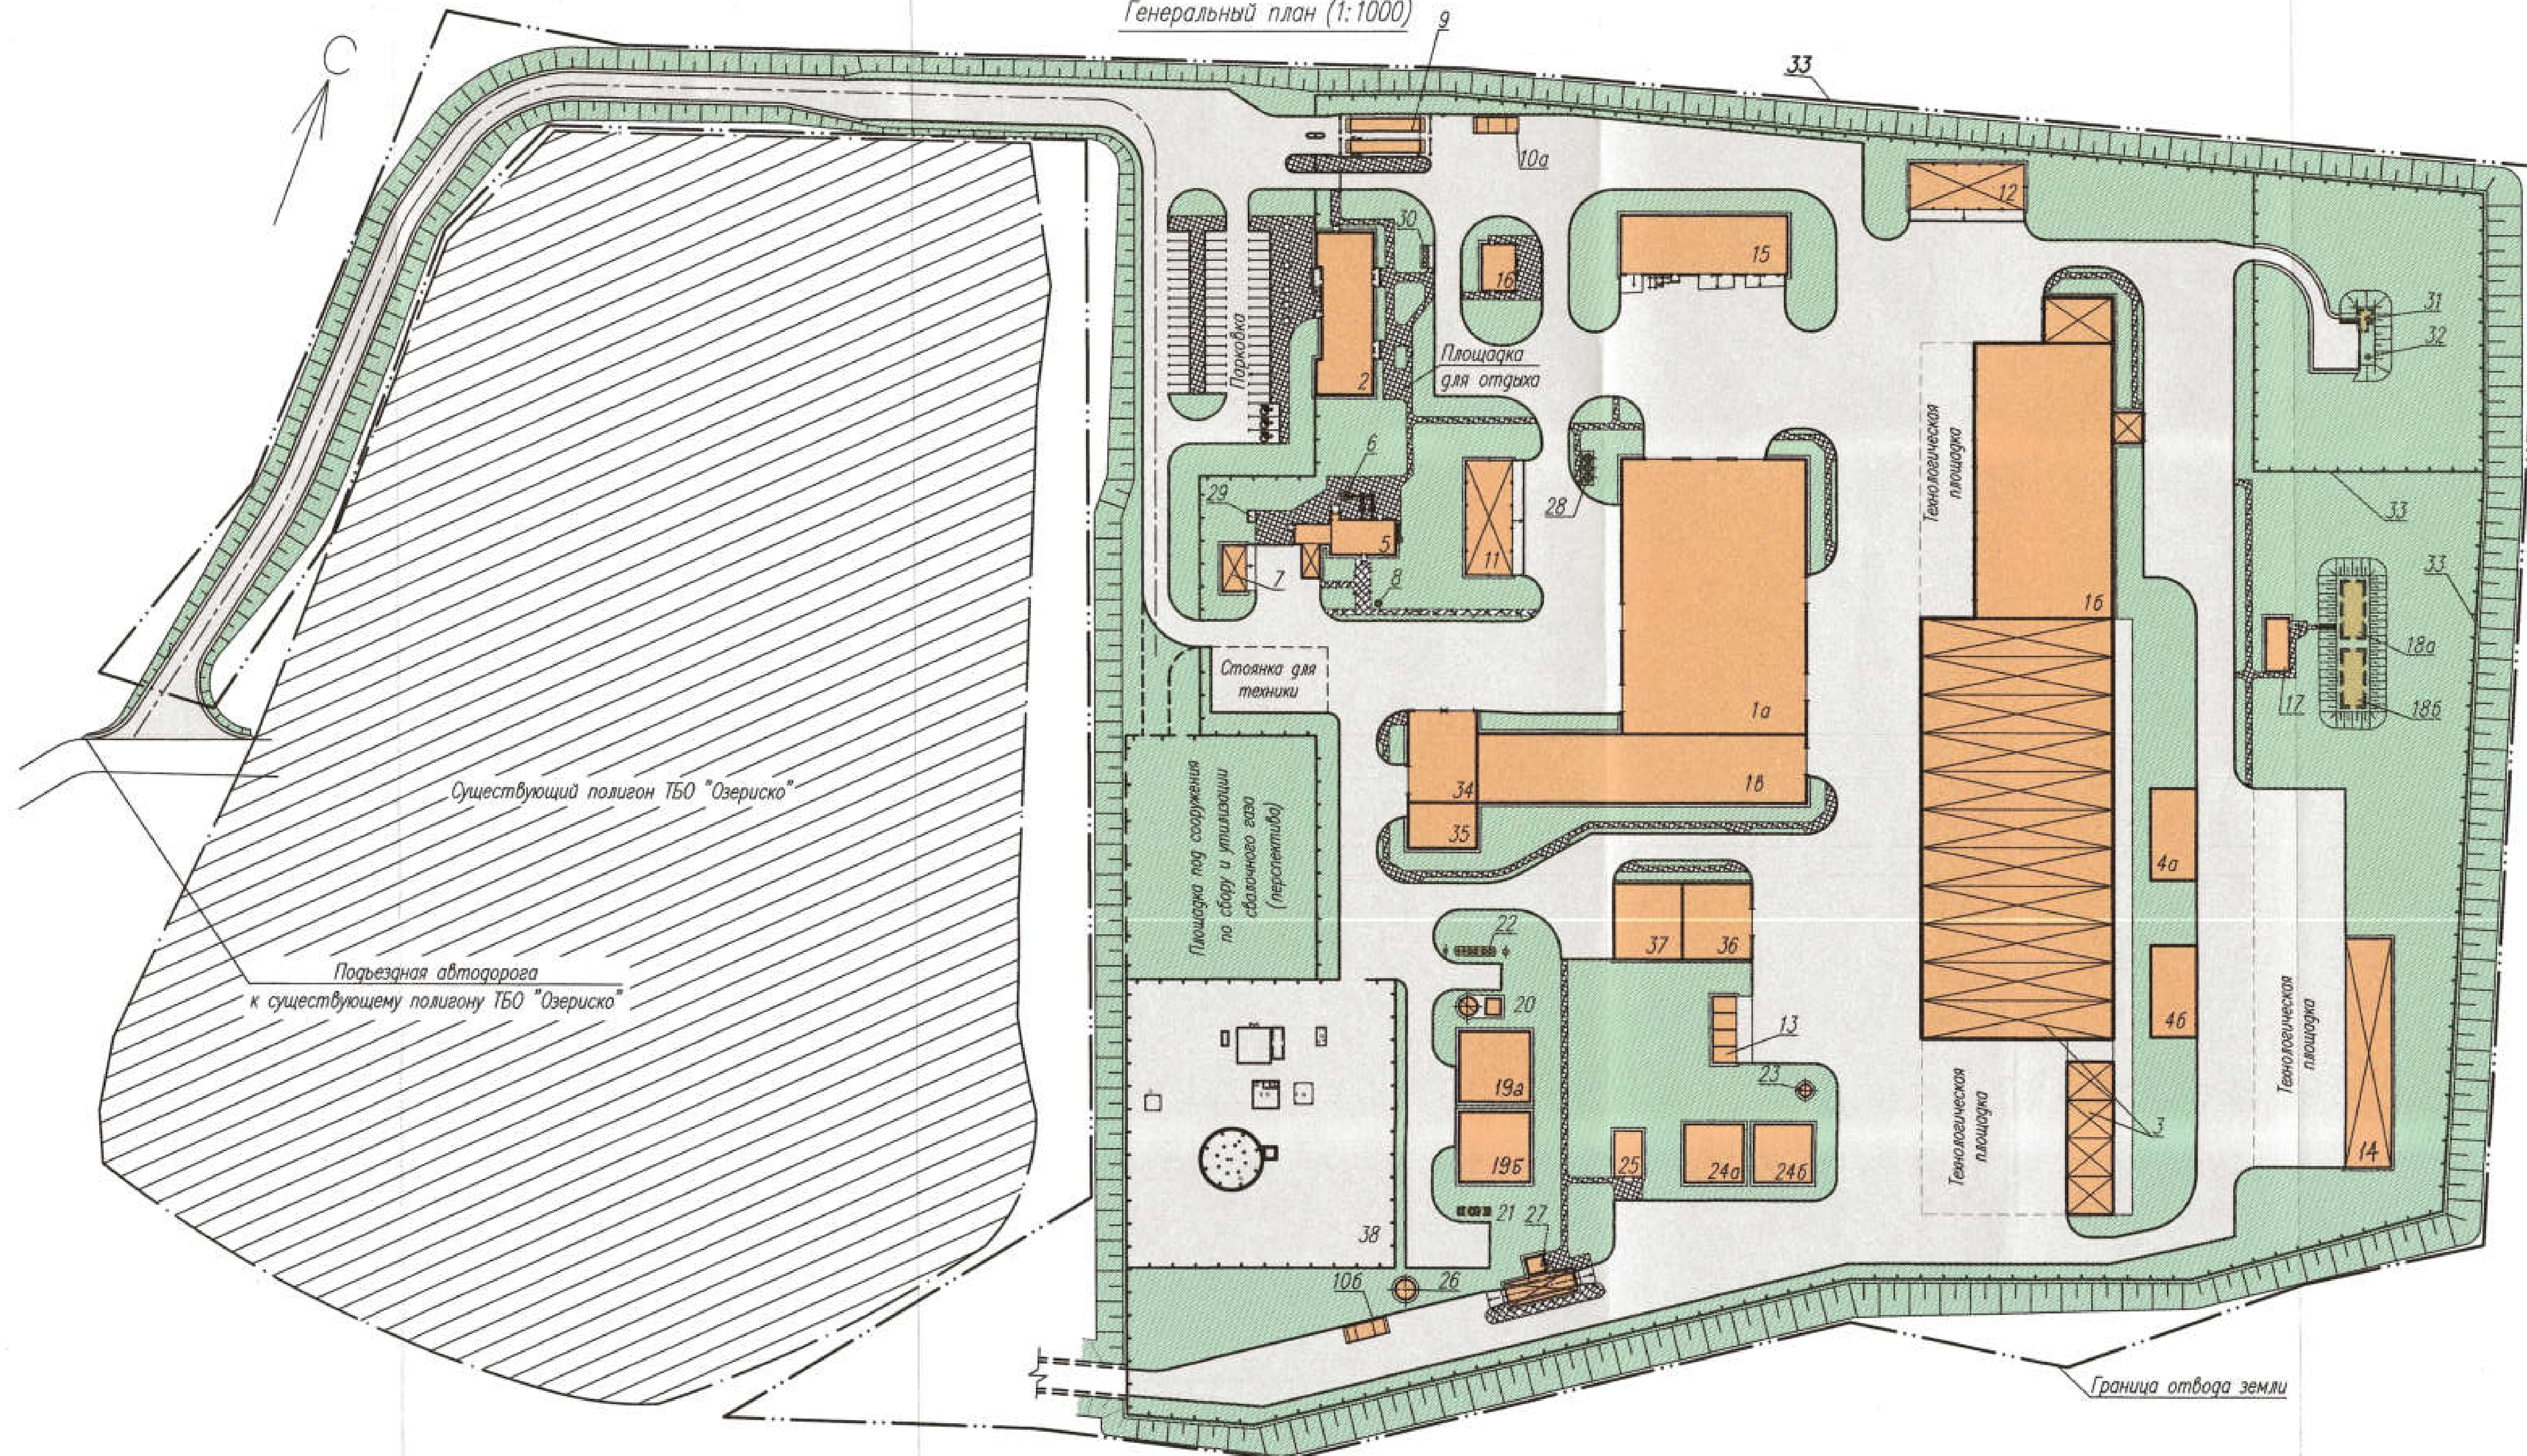 Генеральный план (1:1000)
9
С
33
10а
12
30
15
16
31
32
Парковка
Площадка
для отдыха
2
Технологическая
площадка
6
29
28
33
5
11
7
8
33
1б
18а
Стоянка для
техники
17
18б
1а
Существующий полигон ТБО "Озериско"
34
1в
35
Площадка под сооружения
по сбору и утилизации
свалочного газа
(перспектива)
4а
22
37
36
Подъездная автодорога
к существующему полигону ТБО "Озериско"
20
13
4б
Технологическая
площадка
19а
23
Технологическая
площадка
3
19Б
25
24а
24б
14
21
27
38
10б
26
Граница отвода земли